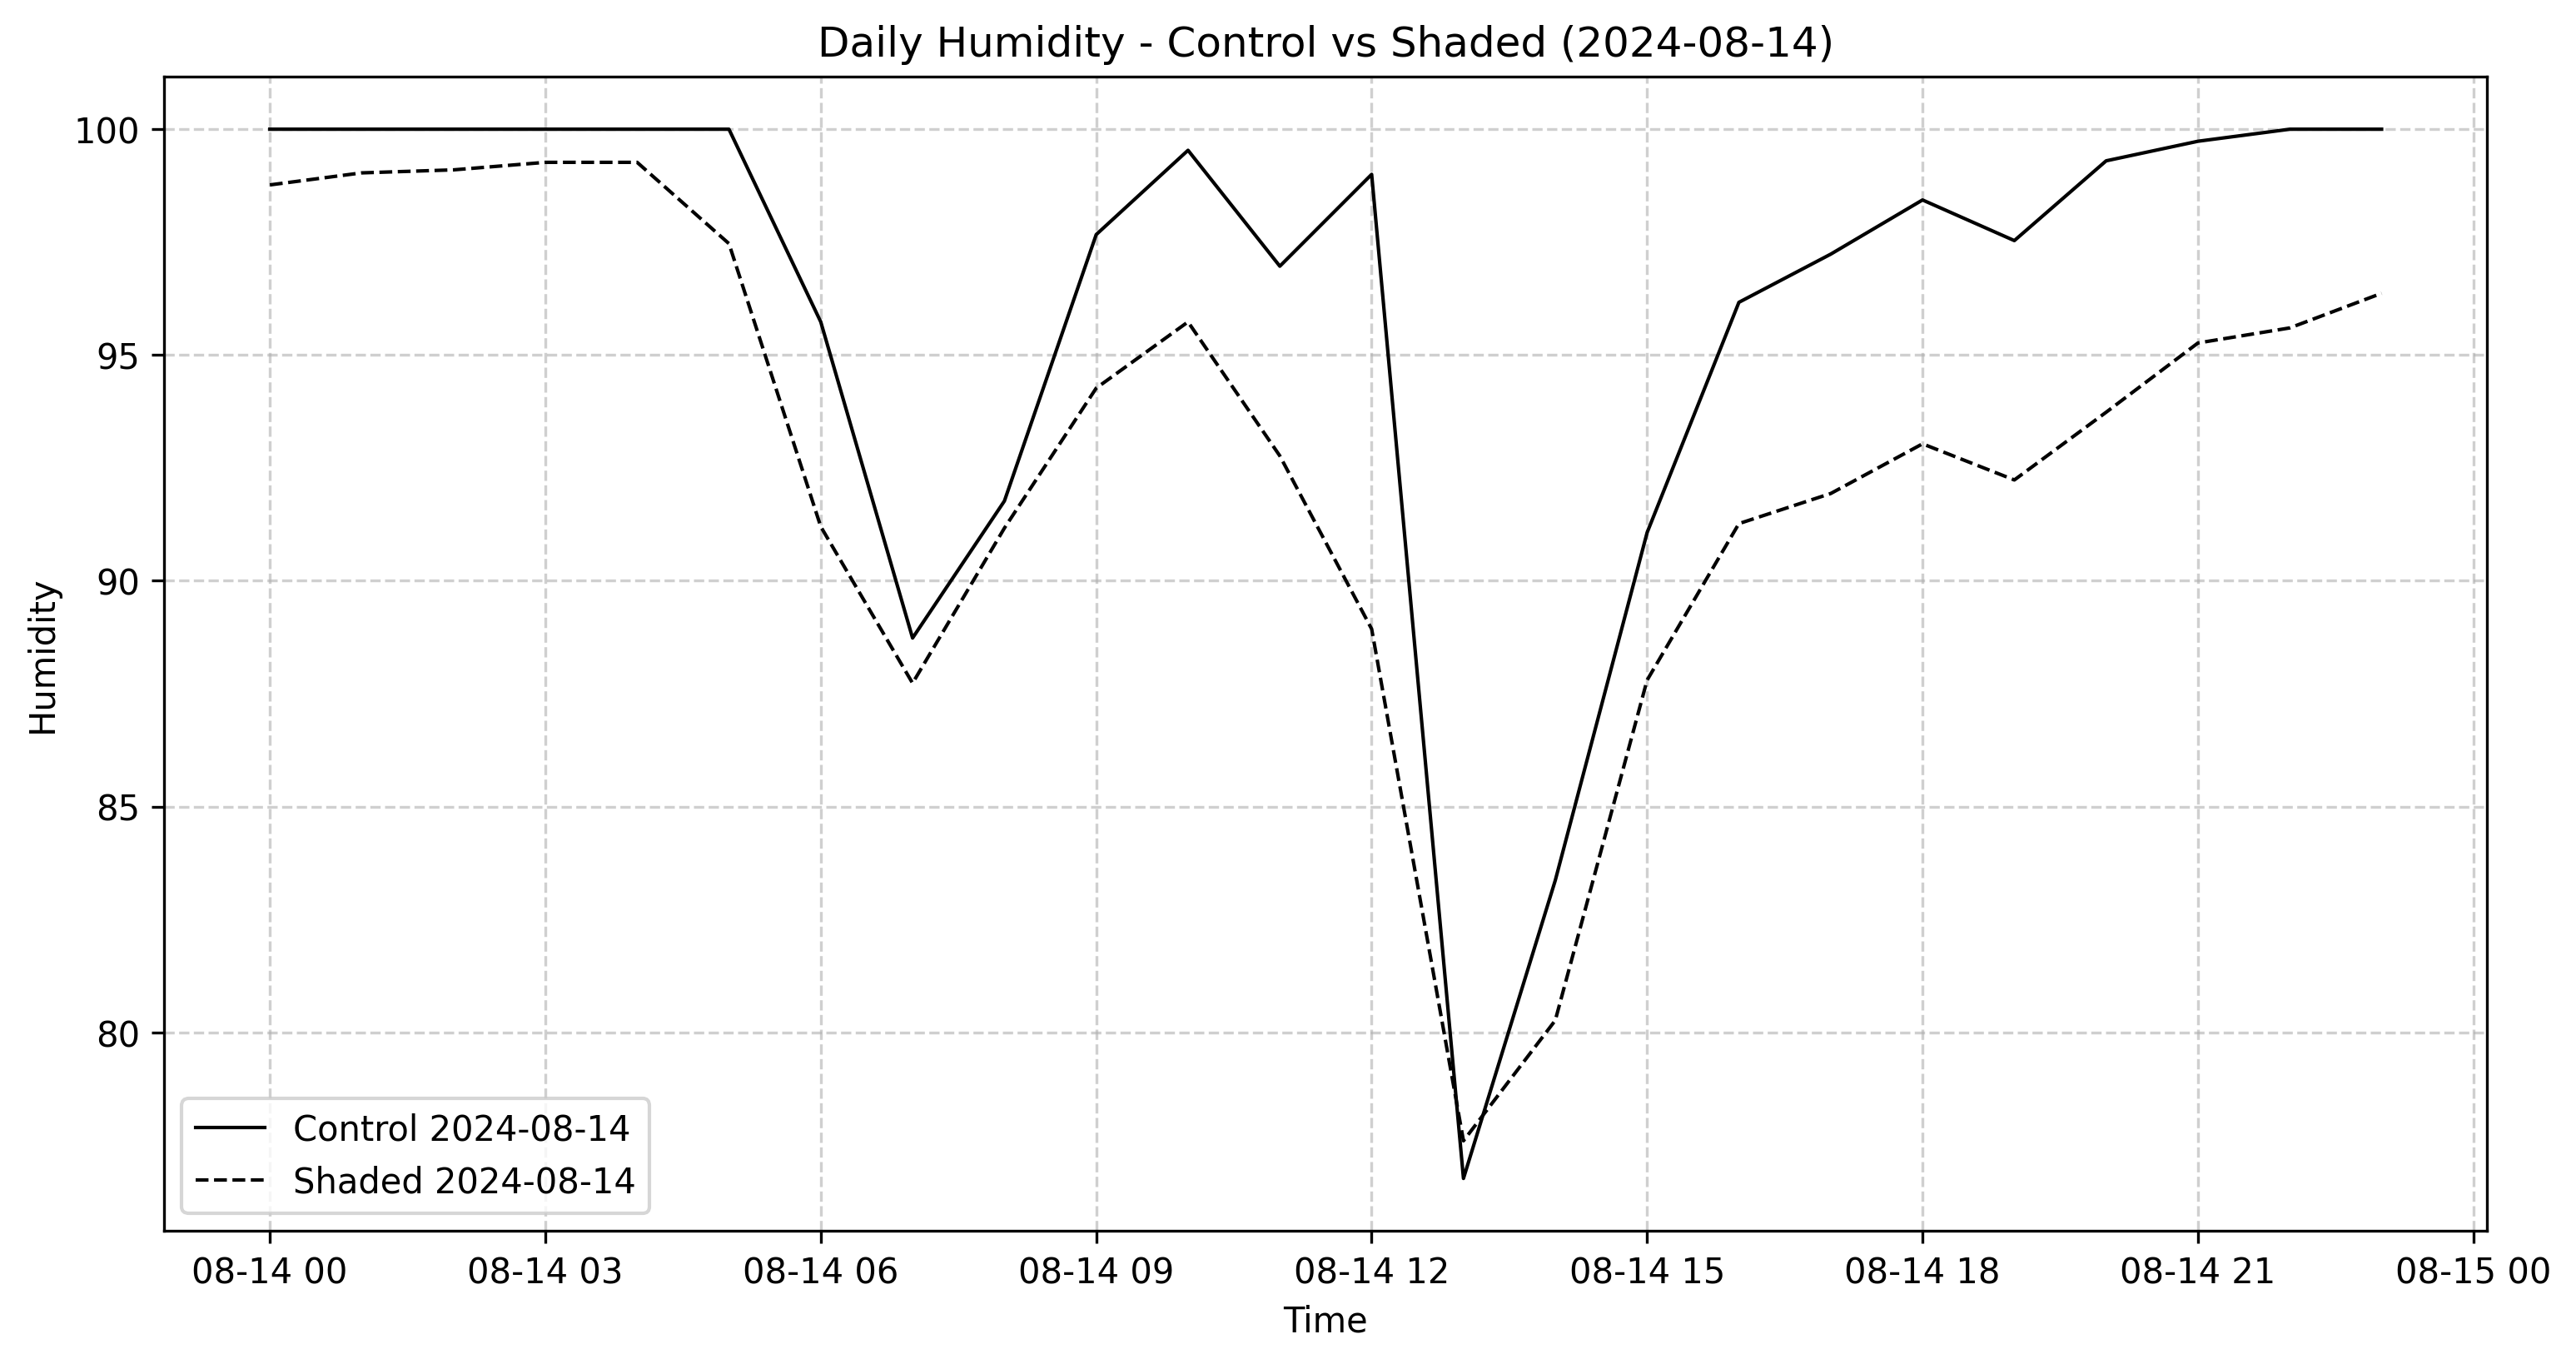 Daily Humidity - Control vs Shaded (2024-08-14)
Humidity
100
95
90
85
80
Control 2024-08-14
Shaded 2024-08-14
08-14 00 08-14 03 08-14 06 08-14 09 08-14 12 08-14 15 08-14 18 08-14 21 08-15 00
Time